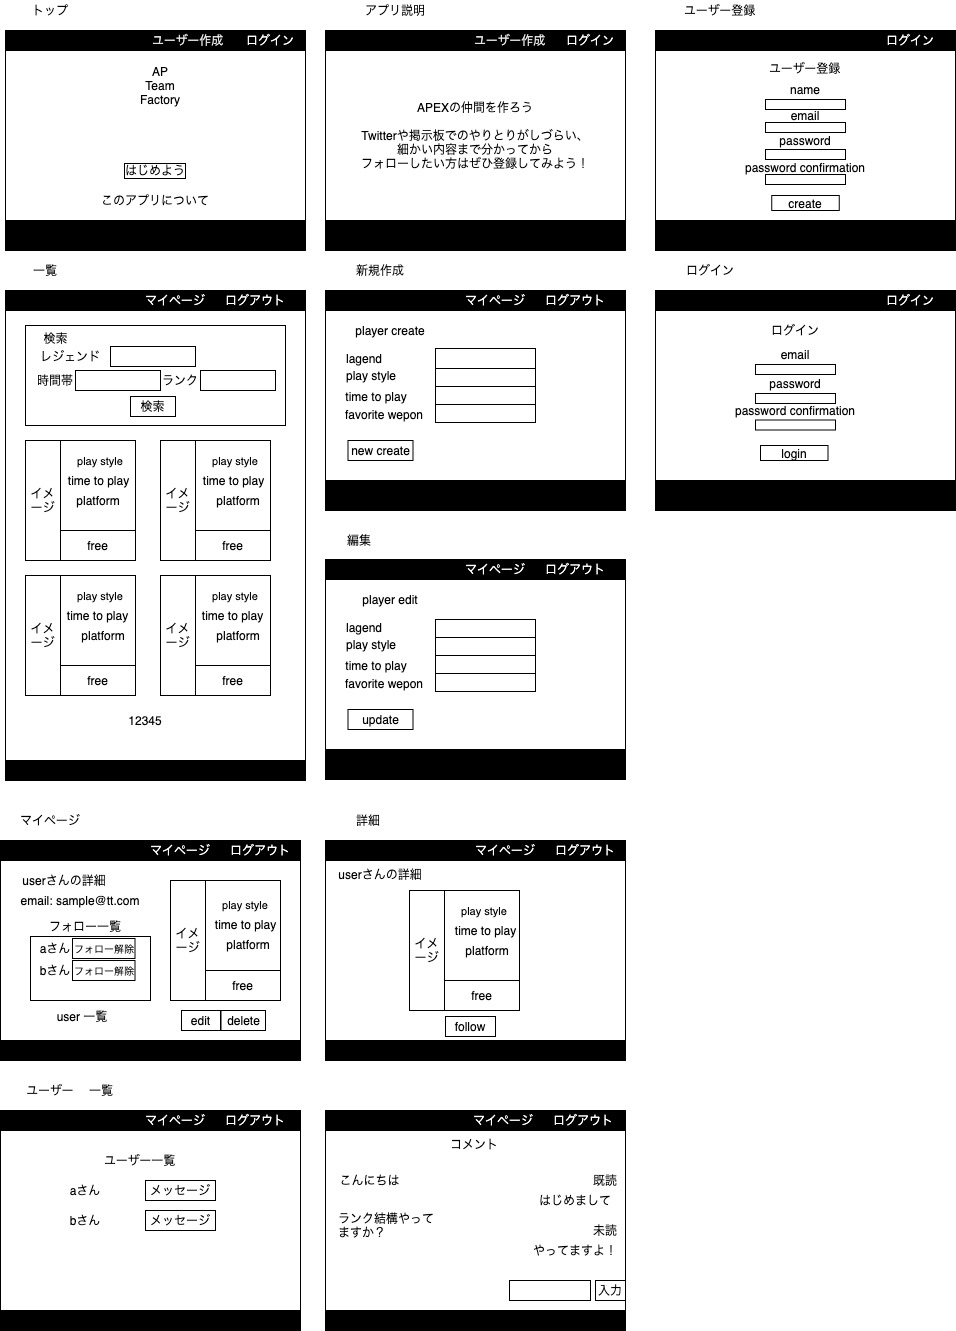 トップ
ユーザー作成 ログイン
AP
Team
Factory
はじめよう
このアプリについて
アプリ説明
ユーザー作成 ログイン
APEXの仲間を作ろう
Twitterや掲示板でのやりとりがしづらい、
細かい内容まで分かってから
フォローしたい方はぜひ登録してみよう！
ユーザー登録
ログイン
ユーザー登録
name
email
password
password confirmation
create
一覧
マイページ ログアウト
検索
レジェンド
時間帯 ランク
検索
イメ
ージ
play style
time to play
platform
free
イメ
ージ
play style
time to play
platform
free
イメ
ージ
play style
time to play
platform
free
イメ
ージ
play style
time to play
platform
free
12345
新規作成
マイページ ログアウト
player create
lagend
play style
time to play
favorite wepon
new create
ログイン
ログイン
ログイン
email
password
password confirmation
login
編集
マイページ ログアウト
player edit
lagend
play style
time to play
favorite wepon
update
マイページ
マイページ ログアウト
userさんの詳細
email: sample@tt.com
フォロー一覧
aさん フォロー解除
bさん フォロー解除
user 一覧
イメ
ージ
play style
time to play
platform
free
edit delete
詳細
マイページ ログアウト
userさんの詳細
イメ
ージ
play style
time to play
platform
free
follow
ユーザー 一覧
マイページ ログアウト
ユーザー一覧
aさん メッセージ
bさん メッセージ
マイページ ログアウト
コメント
こんにちは
既読
はじめまして
ランク結構やって
ますか？
未読
やってますよ！
入力